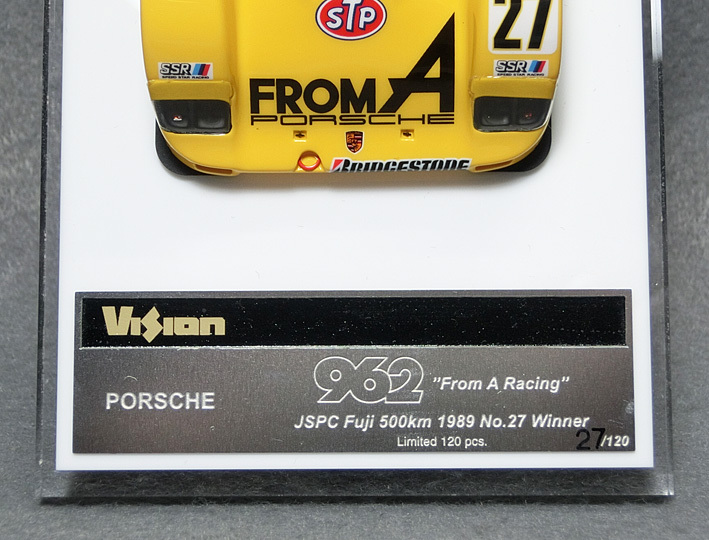 STP
27
SSR
SPEED STAR RACING
SSR
SPEED STAR RACING
FROM A
PORSCHE
BRIDGESTONE
Vision
PORSCHE
962 "From A Racing"
JSPC Fuji 500km 1989 No.27 Winner
Limited 120 pcs.
27/120